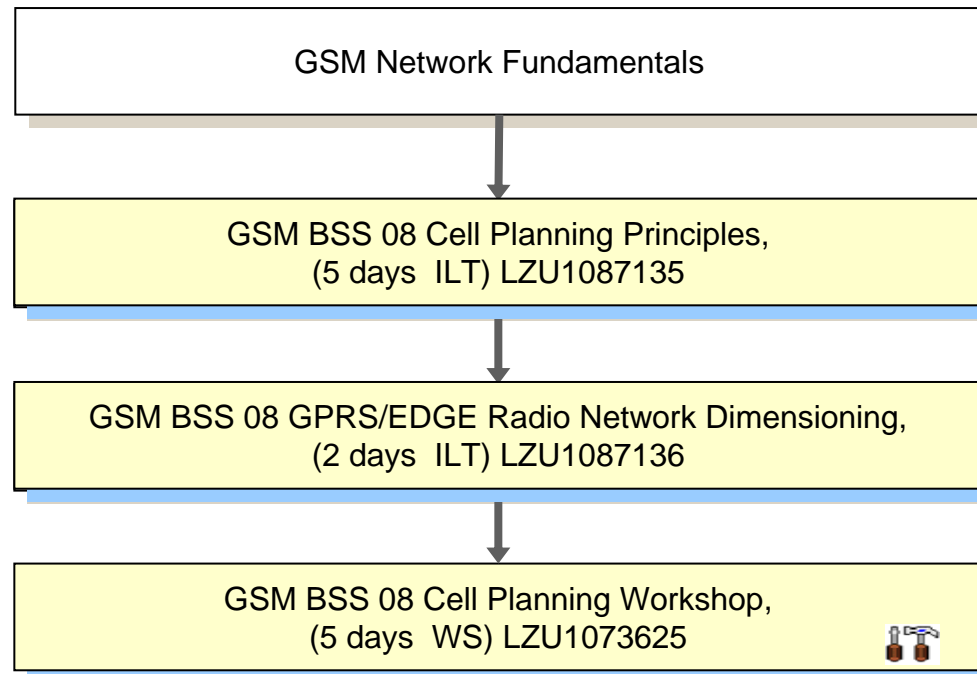 GSM Network Fundamentals
GSM BSS 08 Cell Planning Principles,
(5 days  ILT) LZU1087135
GSM BSS 08 GPRS/EDGE Radio Network Dimensioning,
(2 days  ILT) LZU1087136
GSM BSS 08 Cell Planning Workshop,
(5 days  WS) LZU1073625